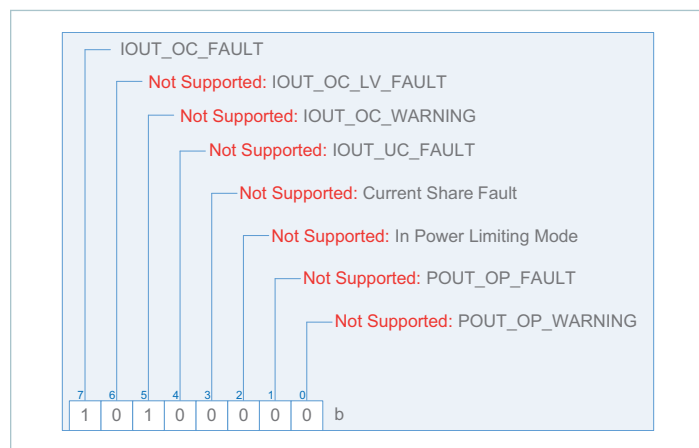 IOUT_OC_FAULT
Not Supported: IOUT_OC_LV_FAULT
Not Supported: IOUT_OC_WARNING
Not Supported: IOUT_UC_FAULT
Not Supported: Current Share Fault
Not Supported: In Power Limiting Mode
Not Supported: POUT_OP_FAULT
Not Supported: POUT_OP_WARNING
7 6 5 4 3 2 1 0
1 0 1 0 0 0 0 0 b